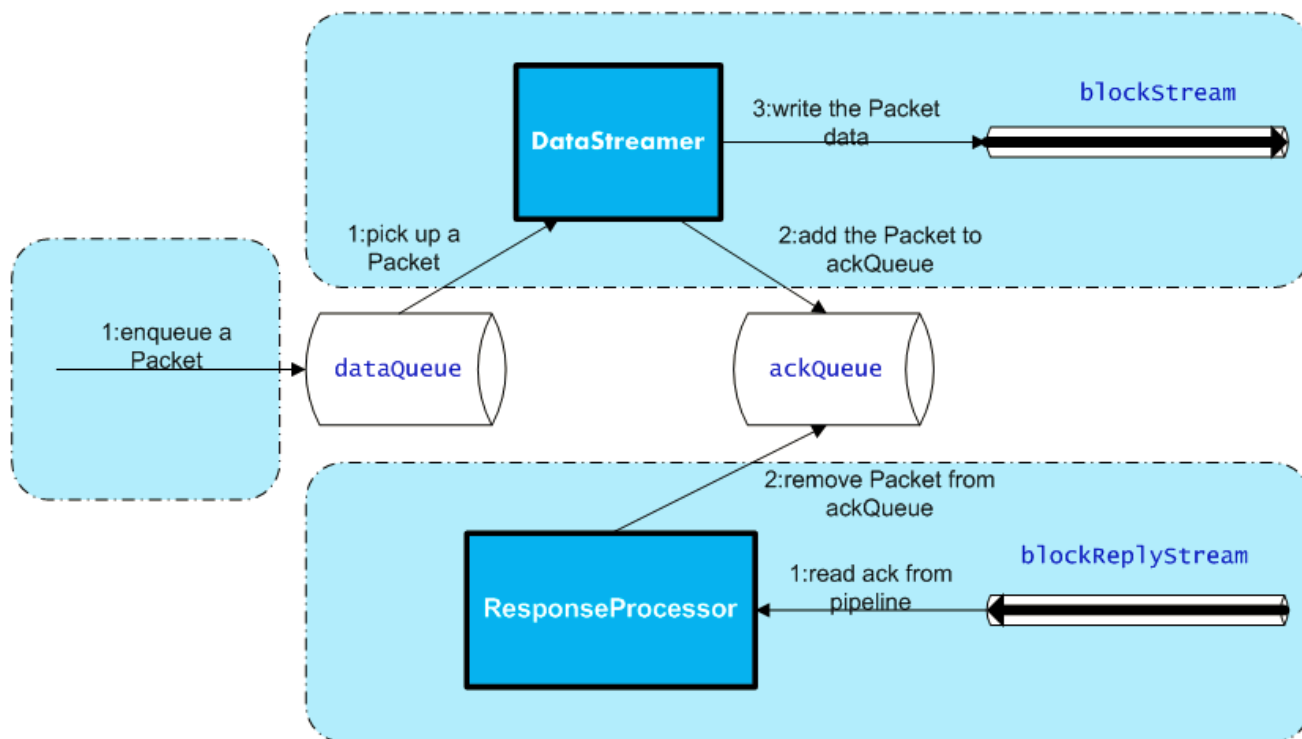 blockStream
3:write the Packet
data
DataStreamer
1:pick up a
Packet
2:add the Packet to
ackQueue
1:enqueue a
Packet
dataQueue
ackQueue
2:remove Packet from
ackQueue
blockReplyStream
1:read ack from
pipeline
ResponseProcessor